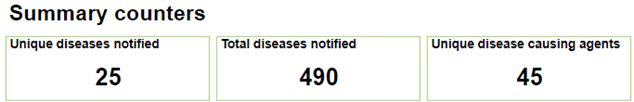 Summary counters
Unique diseases notified
25
Total diseases notified
490
Unique disease causing agents
45